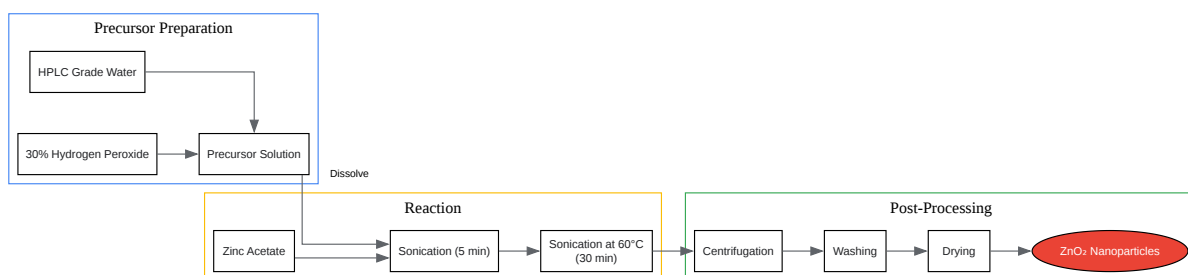 Precursor Preparation
HPLC Grade Water
30% Hydrogen Peroxide
Precursor Solution
Dissolve
Reaction
Zinc Acetate
Sonication (5 min)
Sonication at 60°C
(30 min)
Post-Processing
Centrifugation
Washing
Drying
ZnO₂ Nanoparticles